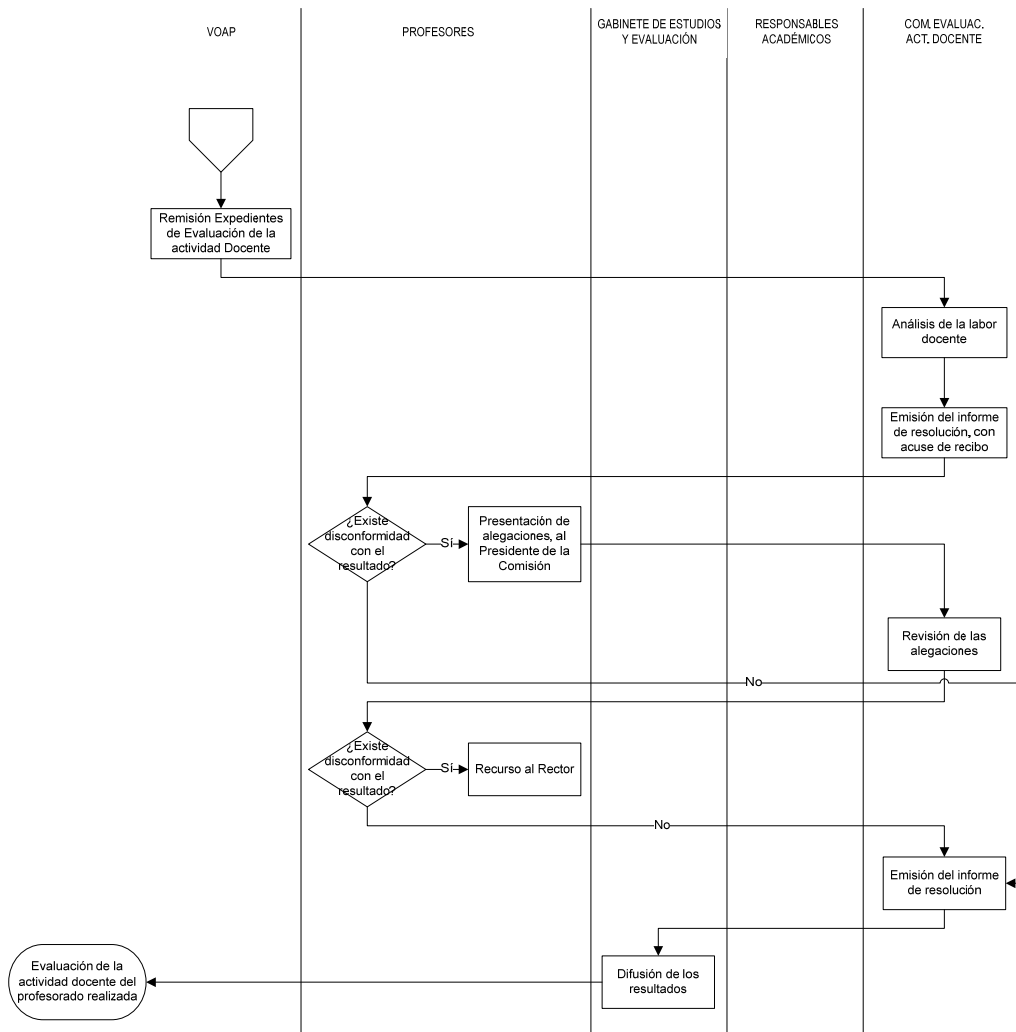 VOAP
PROFESORES
GABINETE DE ESTUDIOS
Y EVALUACIÓN
RESPONSABLES
ACADÉMICOS
COM. EVALUAC.
ACT. DOCENTE
Remisión Expedientes
de Evaluación de la
actividad Docente
Análisis de la labor
docente
Emisión del informe
de resolución, con
acuse de recibo
¿Existe
disconformidad
con el
resultado?
Sí
Presentación de
alegaciones, al
Presidente de la
Comisión
Revisión de las
alegaciones
No
¿Existe
disconformidad
con el
resultado?
Sí
Recurso al Rector
No
Emisión del informe
de resolución
Difusión de los
resultados
Evaluación de la
actividad docente del
profesorado realizada